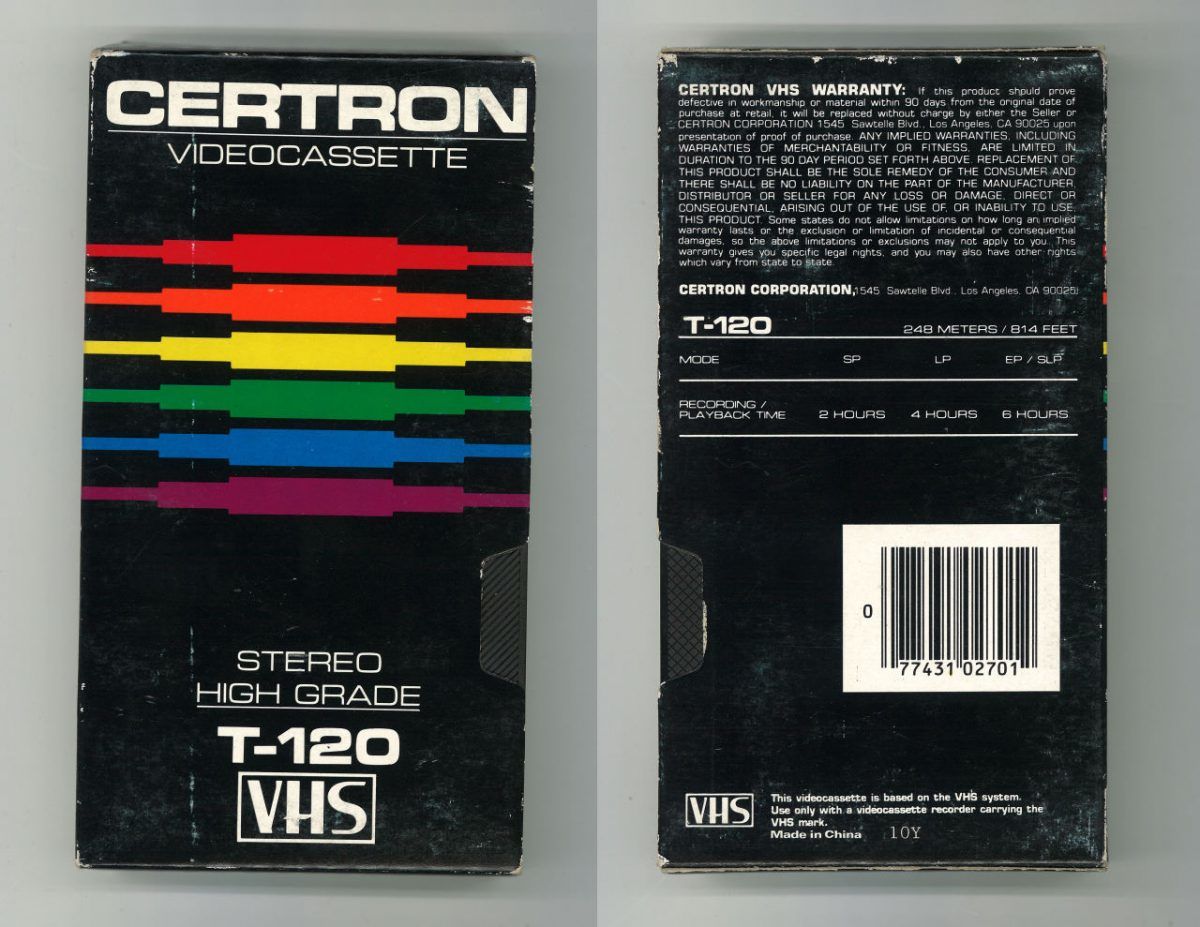 CERTRON
VIDEOCASSETTE
STEREO
HIGH GRADE
T-120
VHS
CERTRON VHS WARRANTY: If this product should prove
defective in workmanship or material within 90 days from the original date of
purchase at retail, it will be replaced without charge by either the Seller or
CERTRON CORPORATION 1545 Sawtelle Blvd., Los Angeles, CA 90025 upon
presentation of proof of purchase. ANY IMPLIED WARRANTIES, INCLUDING
WARRANTIES OF MERCHANTABILITY OR FITNESS, ARE LIMITED IN
DURATION TO THE 90 DAY PERIOD SET FORTH ABOVE. REPLACEMENT OF
THIS PRODUCT SHALL BE THE SOLE REMEDY OF THE CONSUMER AND
THERE SHALL BE NO LIABILITY ON THE PART OF THE MANUFACTURER,
DISTRIBUTOR OR SELLER FOR ANY LOSS OR DAMAGE, DIRECT OR
CONSEQUENTIAL, ARISING OUT OF THE USE OF, OR INABILITY TO USE,
THIS PRODUCT. Some states do not allow limitations on how long an implied
warranty lasts or the exclusion or limitation of incidental or consequential
damages, so the above limitations or exclusions may not apply to you. This
warranty gives you specific legal rights, and you may also have other rights
which vary from state to state.
CERTRON CORPORATION, 1545 Sawtelle Blvd., Los Angeles, CA 90025
T-120 248 METERS / 814 FEET
MODE SP LP EP / SLP
RECORDING /
PLAYBACK TIME 2 HOURS 4 HOURS 6 HOURS
0 77431 02701
VHS
This videocassette is based on the VHS system.
Use only with a videocassette recorder carrying the
VHS mark.
Made in China 10Y